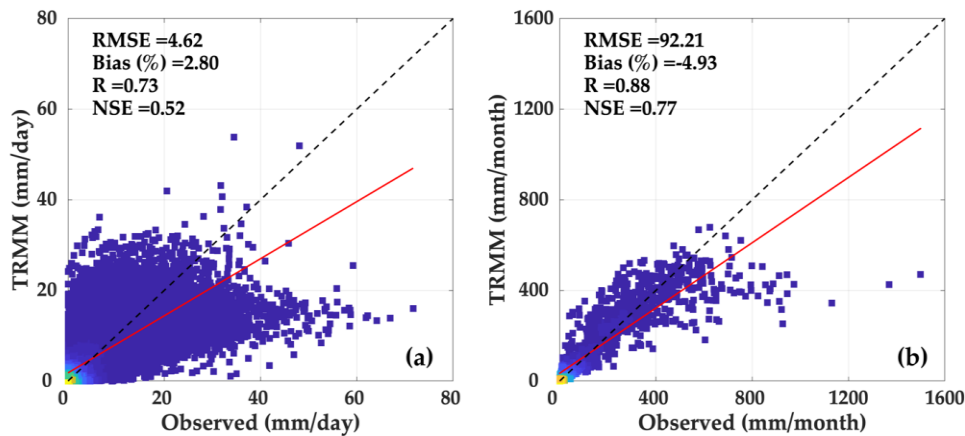 (a)
80
60
40
20
0
TRMM (mm/day)
RMSE =4.62
Bias (%) =2.80
R =0.73
NSE =0.52
(a)
0 20 40 60 80
Observed (mm/day)
(b)
1600
1200
800
400
0
TRMM (mm/month)
RMSE =92.21
Bias (%) =-4.93
R =0.88
NSE =0.77
(b)
0 400 800 1200 1600
Observed (mm/month)